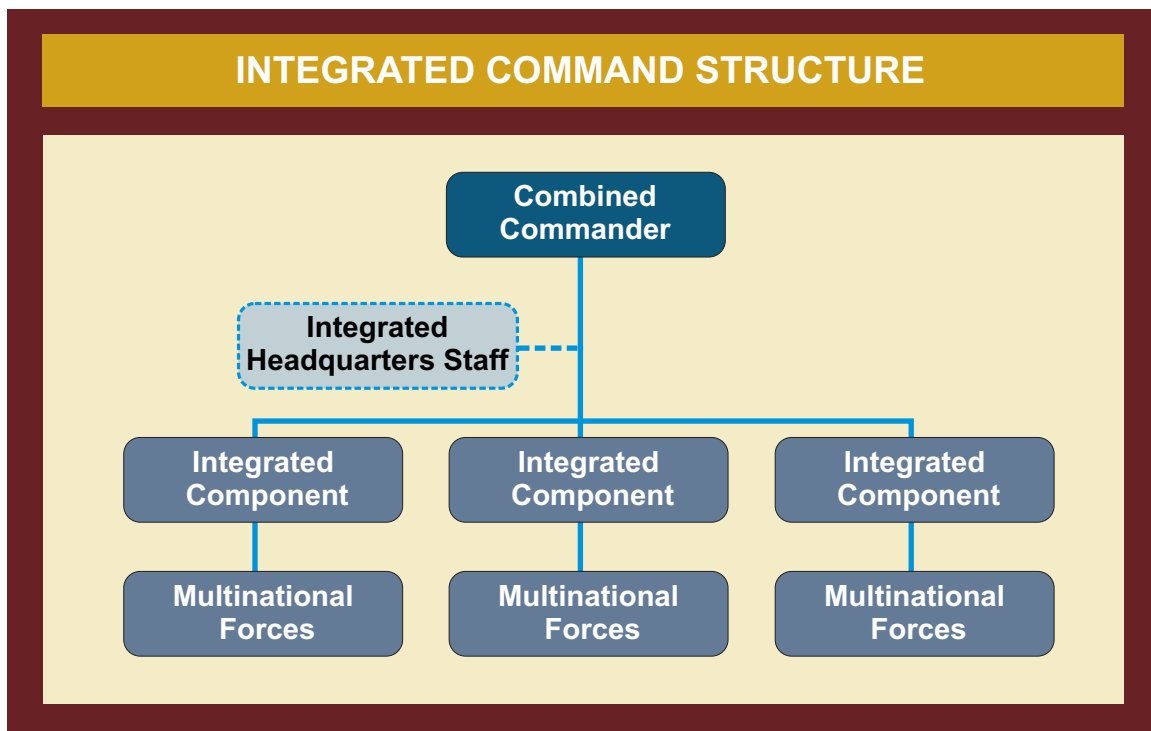 INTEGRATED COMMAND STRUCTURE
Combined
Commander
Integrated
Headquarters Staff
Integrated
Component
Integrated
Component
Integrated
Component
Multinational
Forces
Multinational
Forces
Multinational
Forces